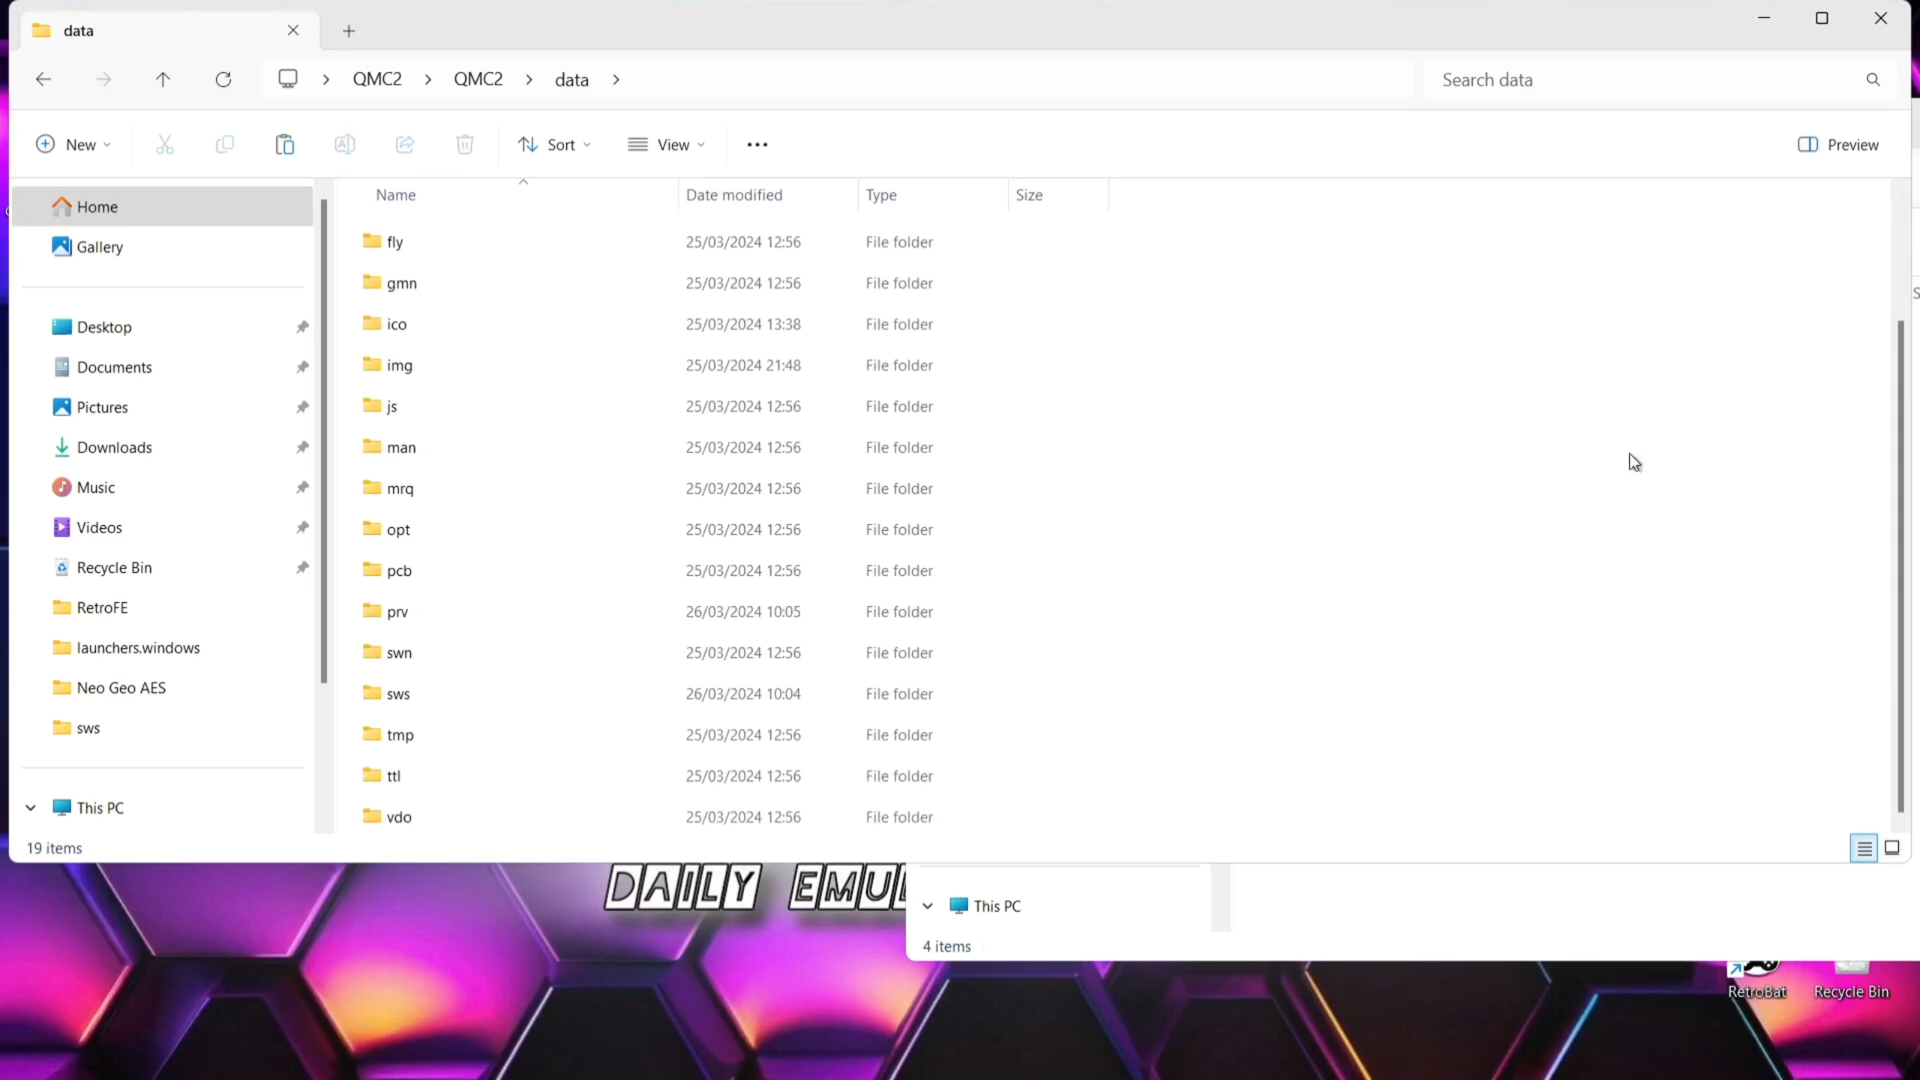 data
QMC2 > QMC2 > data >
Search data
New
Sort
View
Preview
Name Date modified Type Size
Home
Gallery
Desktop
Documents
Pictures
Downloads
Music
Videos
Recycle Bin
RetroFE
launchers.windows
Neo Geo AES
sws
This PC
fly 25/03/2024 12:56 File folder
gmn 25/03/2024 12:56 File folder
ico 25/03/2024 13:38 File folder
img 25/03/2024 21:48 File folder
js 25/03/2024 12:56 File folder
man 25/03/2024 12:56 File folder
mrq 25/03/2024 12:56 File folder
opt 25/03/2024 12:56 File folder
pcb 25/03/2024 12:56 File folder
prv 26/03/2024 10:05 File folder
swn 25/03/2024 12:56 File folder
sws 26/03/2024 10:04 File folder
tmp 25/03/2024 12:56 File folder
ttl 25/03/2024 12:56 File folder
vdo 25/03/2024 12:56 File folder
19 items
DAILY EMU
This PC
4 items
RetroBat
Recycle Bin